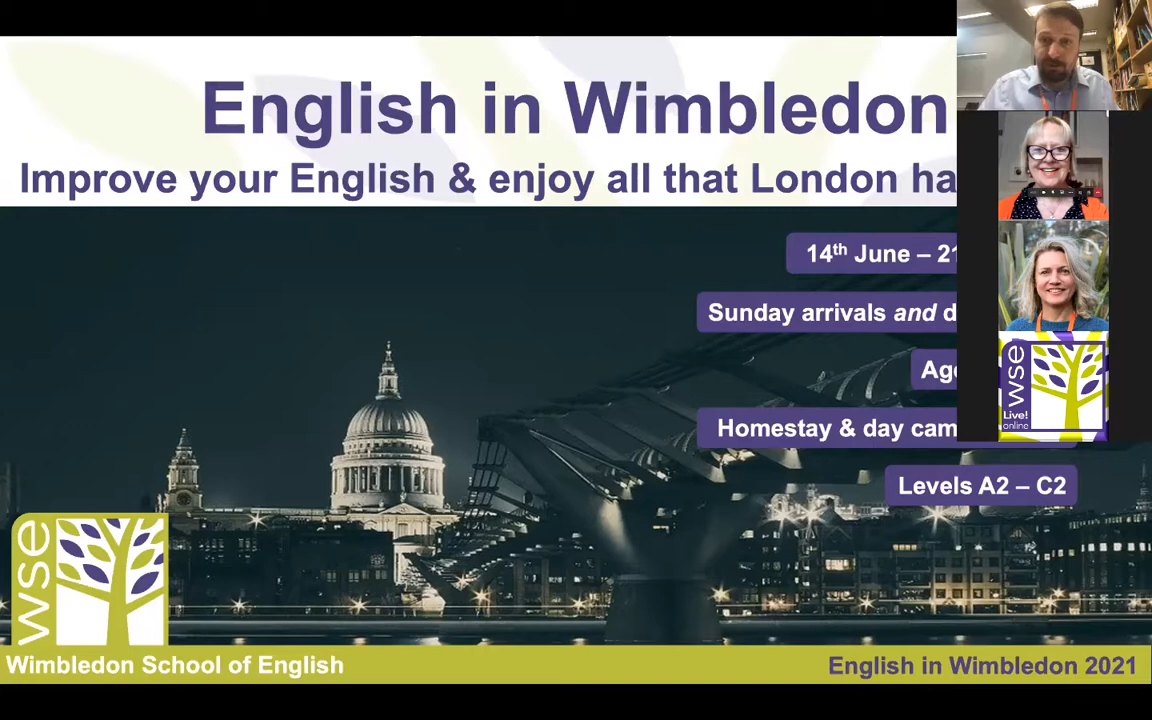 English in Wimbledon
Improve your English & enjoy all that London ha
14th June – 21
Sunday arrivals and d
Age
Homestay & day cam
Levels A2 – C2
wse
Live!
online
wse
Wimbledon School of English
English in Wimbledon 2021